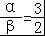 α/β = 3/2